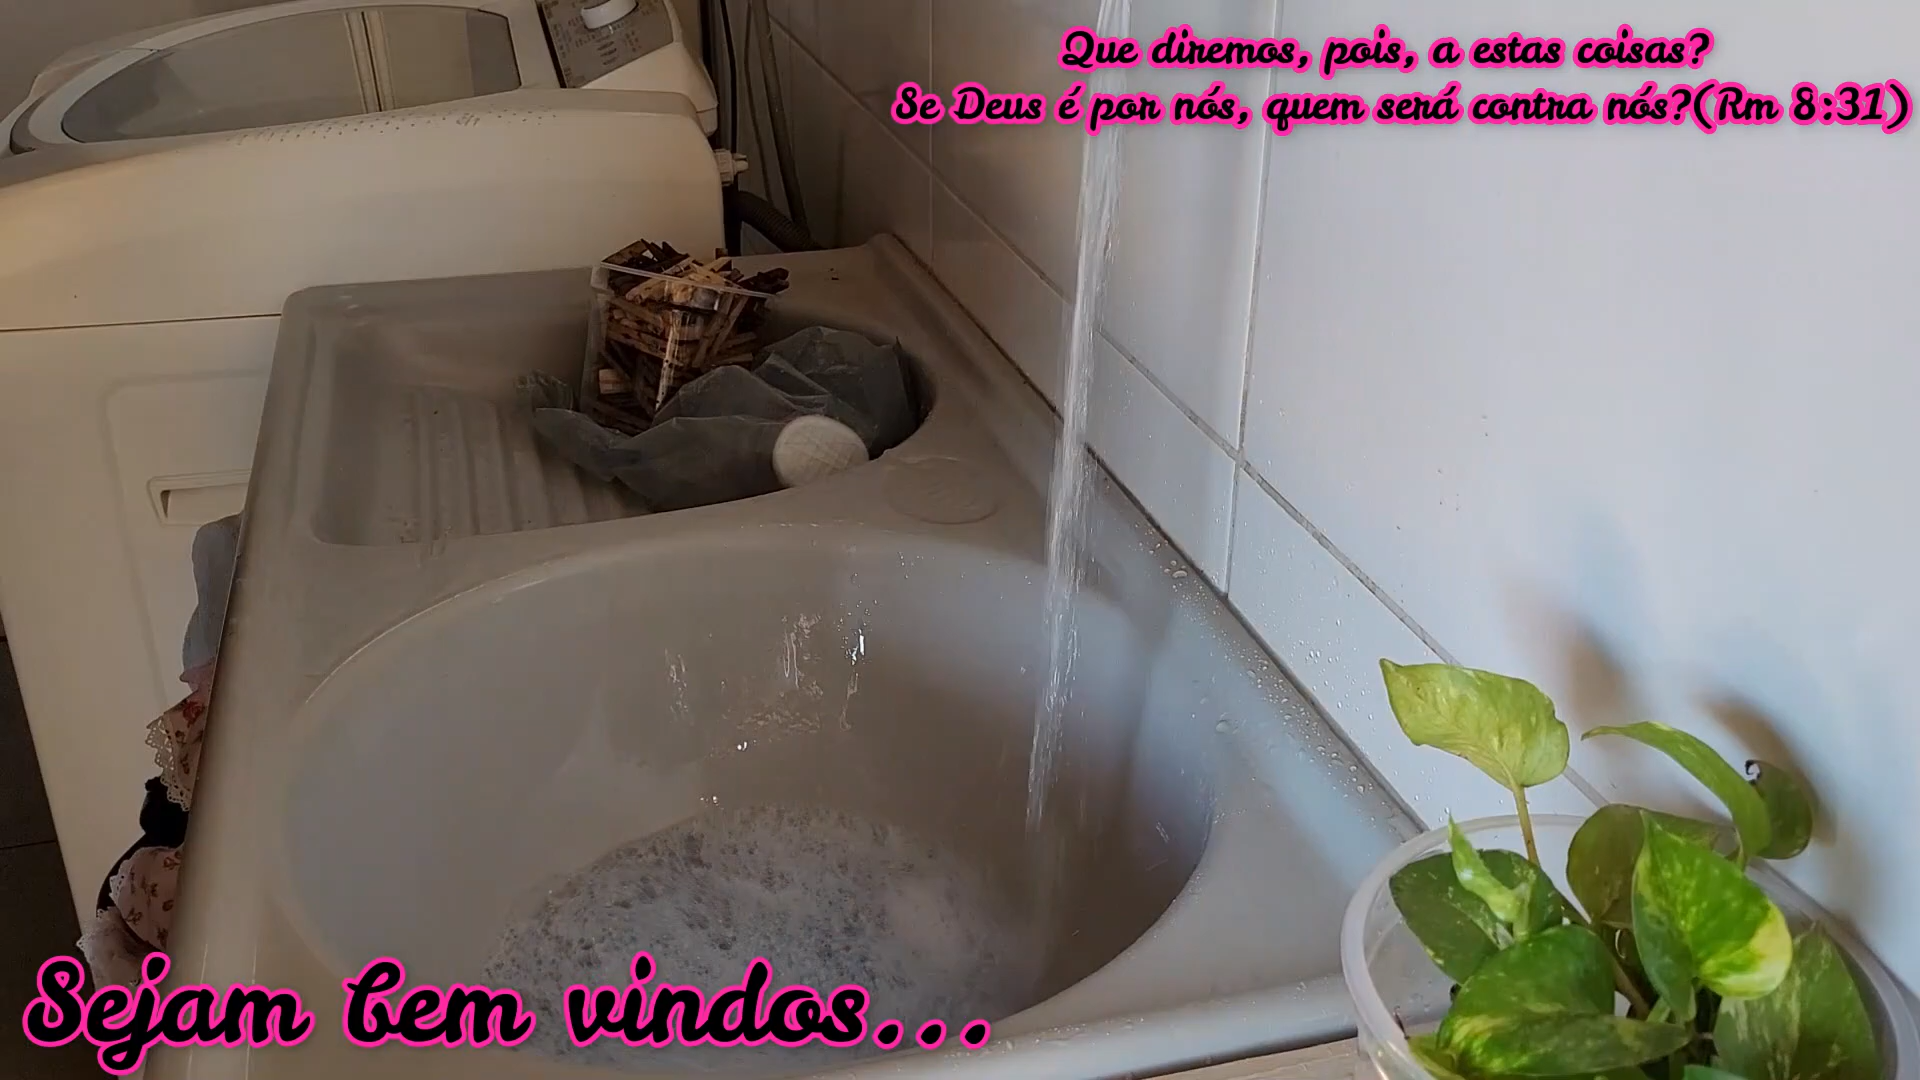 Que diremos, pois, a estas coisas?
Se Deus é por nós, quem será contra nós?(Rm 8:31)
Sejam bem vindos...